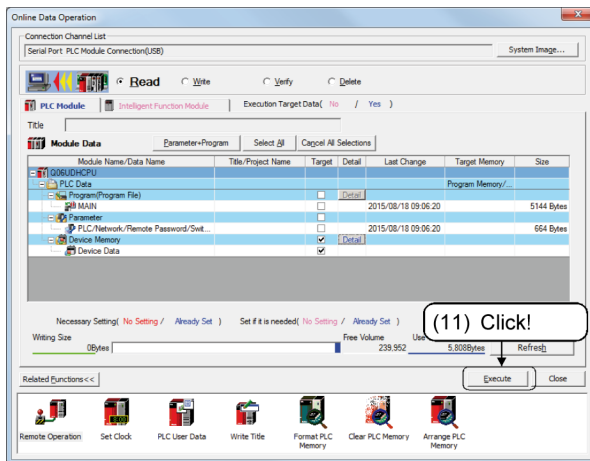 Online Data Operation
Connection Channel List
Serial Port PLC Module Connection(USB)
System Image...
Read Write Verify Delete
PLC Module Intelligent Function Module Execution Target Data( No / Yes )
Title
Module Data Parameter+Program Select All Cancel All Selections
Module Name/Data Name Title/Project Name Target Detail Last Change Target Memory Size
Q06UDHCPU
PLC Data Program Memory/...
Program(Program File) Detail
MAIN 2015/08/18 09:06:20 5144 Bytes
Parameter
PLC/Network/Remote Password/Swit... 2015/08/18 09:06:20 664 Bytes
Device Memory Detail
Device Data
Necessary Setting( No Setting / Already Set ) Set if it is needed( No Setting / Already Set )
(11) Click!
Writing Size Free Volume Use
0Bytes 239,952 5,808Bytes Refresh
Related Functions<< Execute Close
Remote Operation Set Clock PLC User Data Write Title Format PLC Memory Clear PLC Memory Arrange PLC Memory